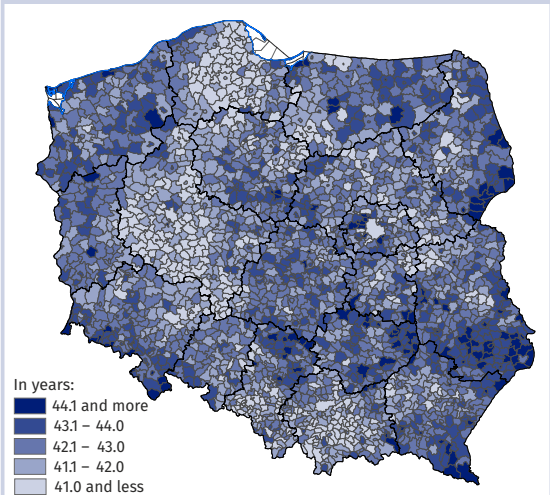 In years:
44.1 and more
43.1 – 44.0
42.1 – 43.0
41.1 – 42.0
41.0 and less